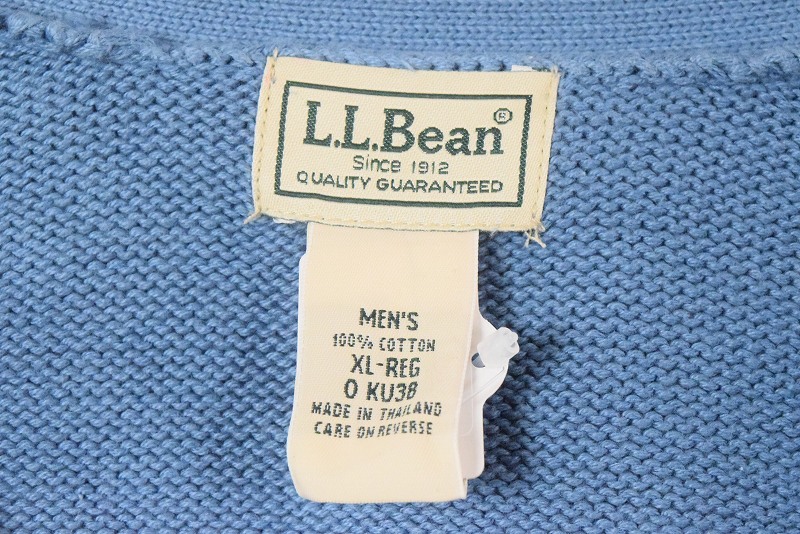 L.L.Bean®
Since 1912
QUALITY GUARANTEED
MEN'S
100% COTTON
XL-REG
0 KU38
MADE IN THAILAND
CARE ON REVERSE